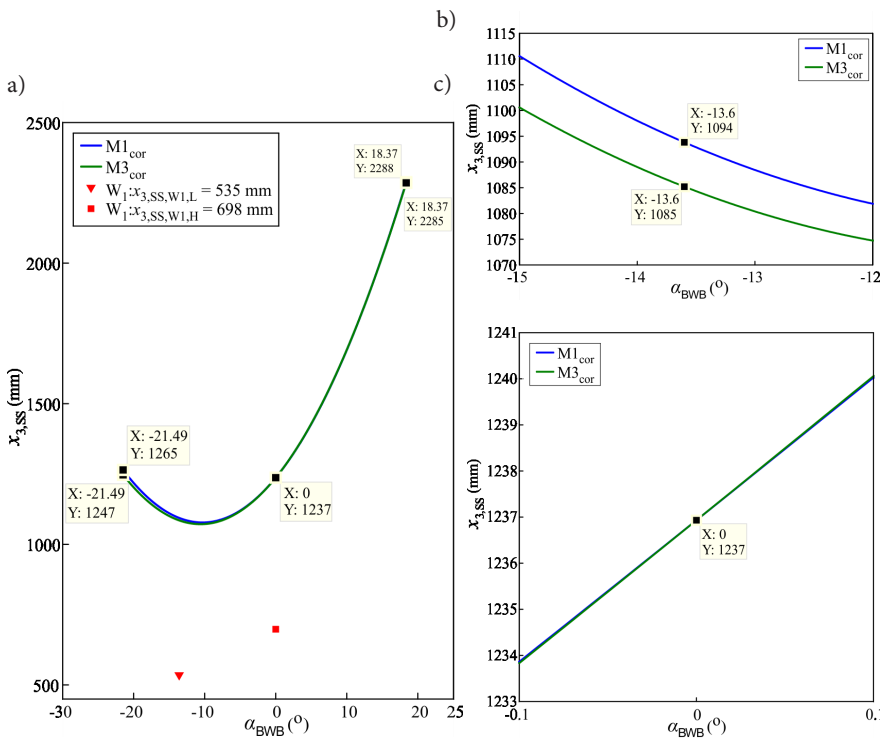 a)
2500
2000
1500
1000
500
-30
-20
-10
0
10
20
25
x3,SS (mm)
αBWB (o)
M1cor
M3cor
W1:x3,SS,W1,L = 535 mm
W1:x3,SS,W1,H = 698 mm
X: 18.37
Y: 2288
X: 18.37
Y: 2285
X: -21.49
Y: 1265
X: -21.49
Y: 1247
X: 0
Y: 1237
b)
1115
1110
1105
1100
1095
1090
1085
1080
1075
1070
-15
-14
-13
-12
x3,SS (mm)
αBWB (o)
M1cor
M3cor
X: -13.6
Y: 1094
X: -13.6
Y: 1085
c)
1241
1240
1239
1238
1237
1236
1235
1234
1233
-0.1
0
0.1
x3,SS (mm)
αBWB (o)
M1cor
M3cor
X: 0
Y: 1237